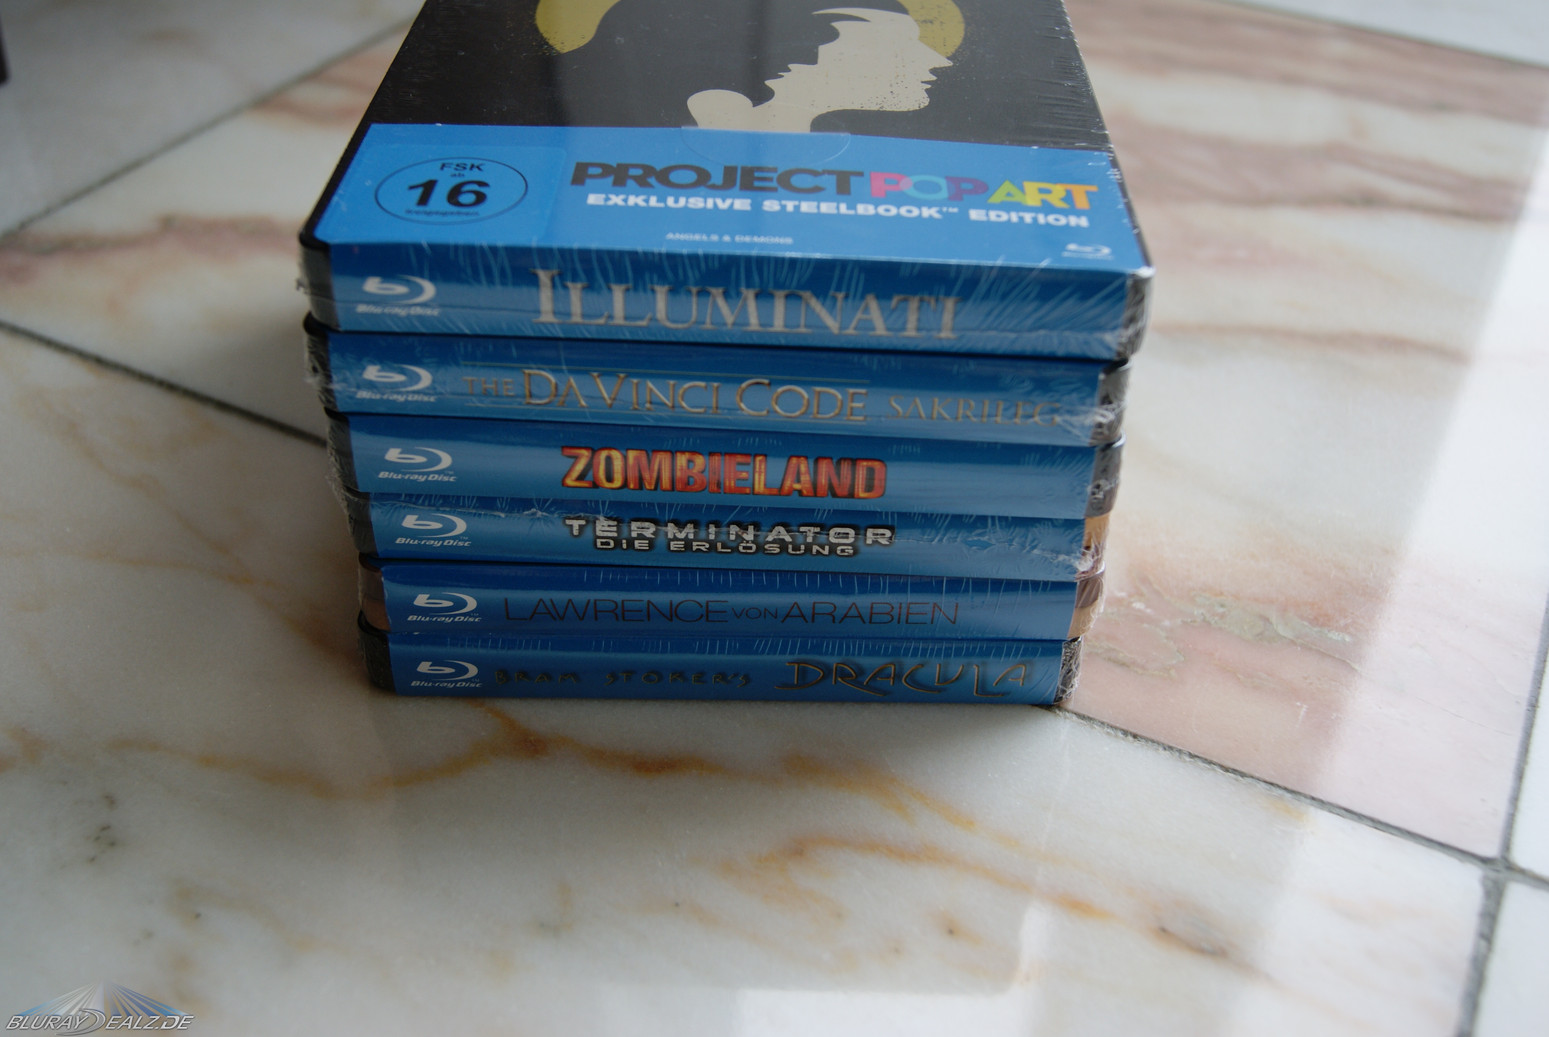 FSK
ab
16
freigegeben
PROJECT POP ART
EXKLUSIVE STEELBOOK™ EDITION
ANGELS & DEMONS
Blu-ray Disc ILLUMINATI
Blu-ray Disc THE DA VINCI CODE SAKRILEG
Blu-ray Disc ZOMBIELAND
Blu-ray Disc TERMINATOR
DIE ERLÖSUNG
Blu-ray Disc LAWRENCE VON ARABIEN
Blu-ray Disc BRAM STOKER'S DRACULA
BLURAYDEALZ.DE